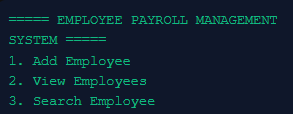 ===== EMPLOYEE PAYROLL MANAGEMENT
SYSTEM =====
1. Add Employee
2. View Employees
3. Search Employee